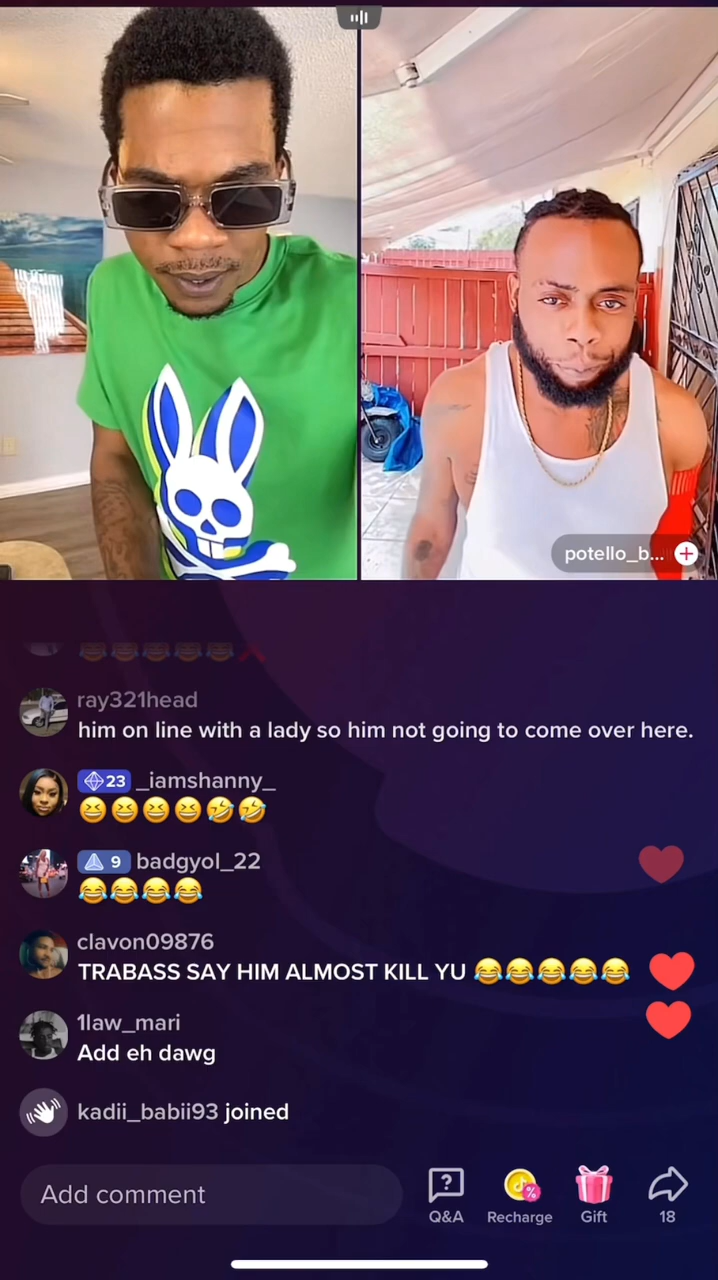 potello_b...
😂😂😂😂😂
ray321head
him on line with a lady so him not going to come over here.
23 _iamshanny_
😆😆😆😆🤣🤣
9 badgyol_22
😂😂😂😂
clavon09876
TRABASS SAY HIM ALMOST KILL YU 😂😂😂😂😂
1law_mari
Add eh dawg
kadii_babii93 joined
Add comment
Q&A
Recharge
Gift
18